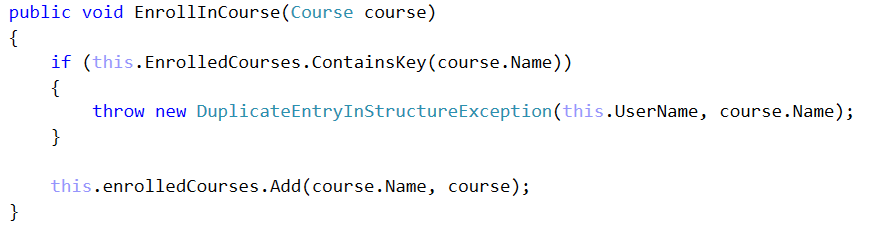 public void EnrollInCourse(Course course)
{
    if (this.EnrolledCourses.ContainsKey(course.Name))
    {
        throw new DuplicateEntryInStructureException(this.UserName, course.Name);
    }

    this.enrolledCourses.Add(course.Name, course);
}